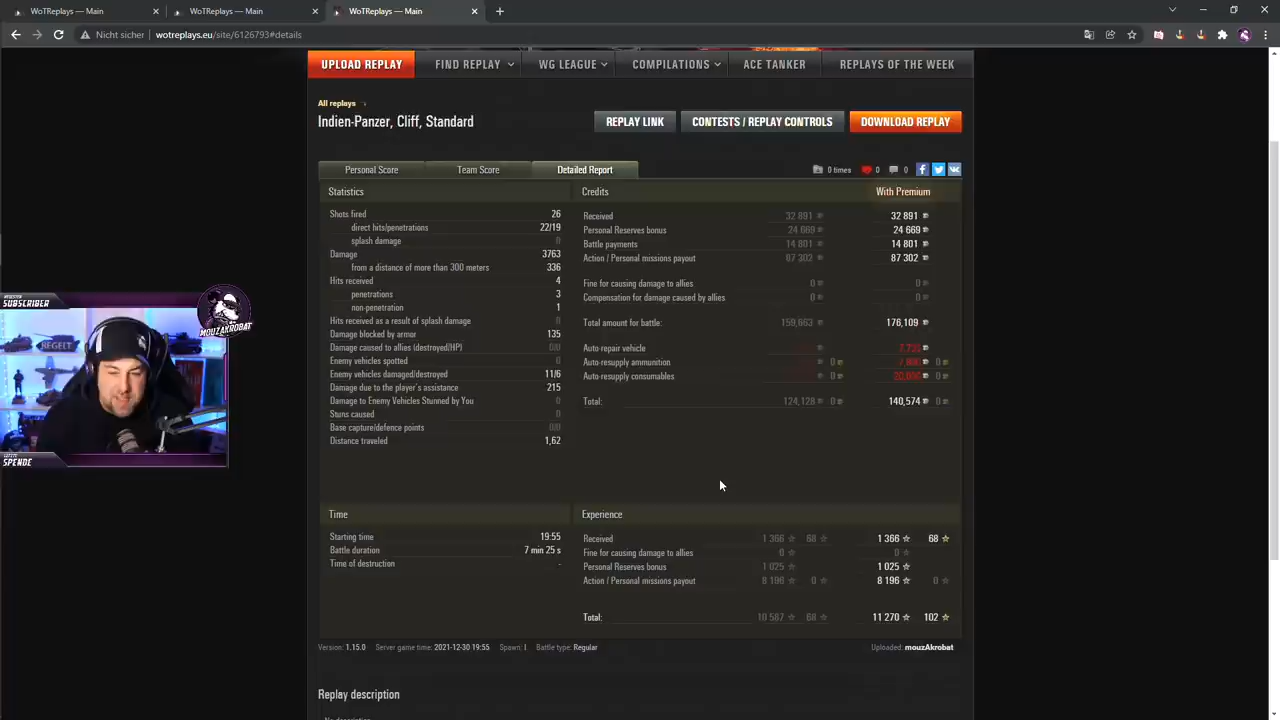 WoTReplays — Main
WoTReplays — Main
WoTReplays — Main
Nicht sicher wotreplays.eu/site/6126793#details
UPLOAD REPLAY FIND REPLAY WG LEAGUE COMPILATIONS ACE TANKER REPLAYS OF THE WEEK
All replays
Indien-Panzer, Cliff, Standard
REPLAY LINK CONTESTS / REPLAY CONTROLS DOWNLOAD REPLAY
Personal Score Team Score Detailed Report 0 times 0 0
Statistics
Shots fired 26
direct hits/penetrations 22/19
splash damage 0
Damage 3763
from a distance of more than 300 meters 336
Hits received 4
penetrations 3
non-penetration 1
Hits received as a result of splash damage 0
Damage blocked by armor 135
Damage caused to allies (destroyed/HP) 0/0
Enemy vehicles spotted 0
Enemy vehicles damaged/destroyed 11/6
Damage due to the player's assistance 215
Damage to Enemy Vehicles Stunned by You 0
Stuns caused 0
Base capture/defence points 0/0
Distance traveled 1,62
Credits With Premium
Received 32 891 32 891
Personal Reserves bonus 24 669 24 669
Battle payments 14 801 14 801
Action / Personal missions payout 87 302 87 302
Fine for causing damage to allies 0 0
Compensation for damage caused by allies 0 0
Total amount for battle: 159,663 176,109
Auto repair vehicle
Auto-resupply ammunition 0 0
Auto-resupply consumables 0 20,000 0
Total: 124,128 0 140,574 0
Time
Starting time 19:55
Battle duration 7 min 25 s
Time of destruction -
Experience
Received 1 366 68 1 366 68
Fine for causing damage to allies 0 0
Personal Reserves bonus 1 025 1 025
Action / Personal missions payout 8 196 0 8 196 0
Total: 10 587 68 11 270 102
Version: 1.15.0 Server game time: 2021-12-30 19:55 Spawn: I Battle type: Regular Uploaded: mouzAkrobat
Replay description
SUBSCRIBER
MOUZAKROBAT
REGELT
SPENDE